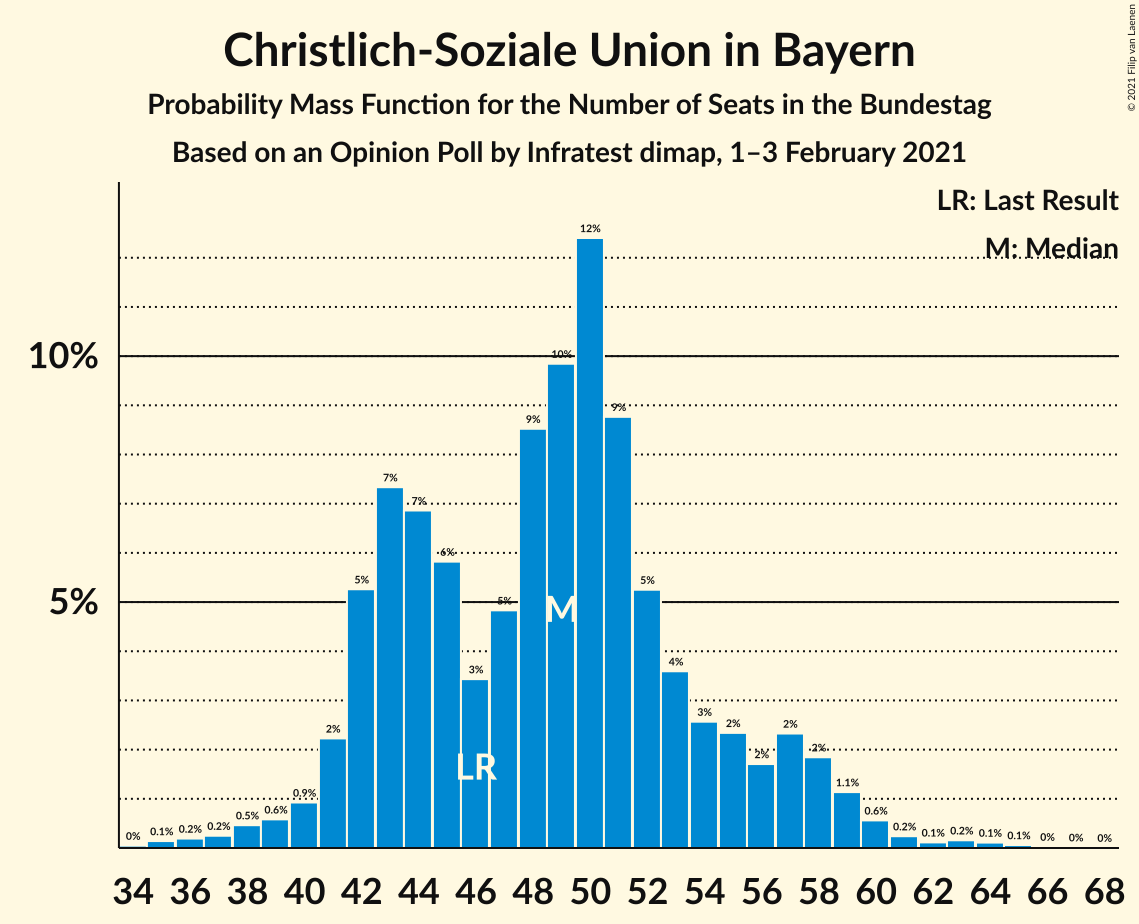 Christlich-Soziale Union in Bayern
Probability Mass Function for the Number of Seats in the Bundestag
Based on an Opinion Poll by Infratest dimap, 1–3 February 2021
© 2021 Filip van Laenen
LR: Last Result
M: Median
10%
5%
0% 0.1% 0.2% 0.2% 0.5% 0.6% 0.9% 2% 5% 7% 7% 6% 3% 5% 9% 10% 12% 9% 5% 4% 3% 2% 2% 2% 2% 1.1% 0.6% 0.2% 0.1% 0.2% 0.1% 0.1% 0% 0% 0%
M
LR
34 36 38 40 42 44 46 48 50 52 54 56 58 60 62 64 66 68